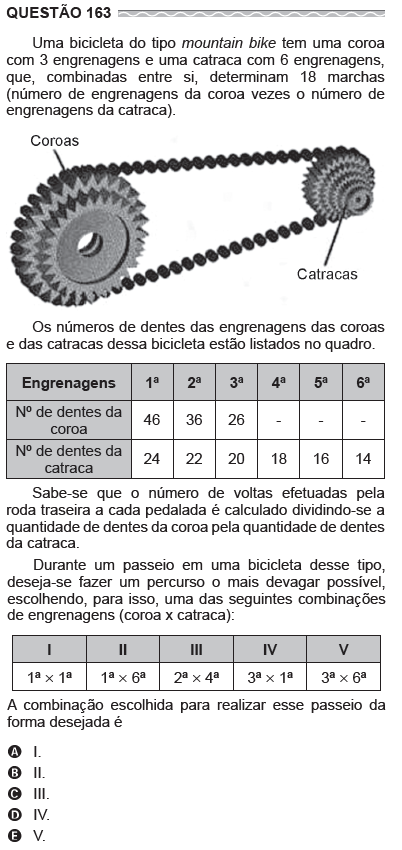 QUESTÃO 163
Uma bicicleta do tipo mountain bike tem uma coroa
com 3 engrenagens e uma catraca com 6 engrenagens,
que, combinadas entre si, determinam 18 marchas
(número de engrenagens da coroa vezes o número de
engrenagens da catraca).
Coroas
Catracas
Os números de dentes das engrenagens das coroas
e das catracas dessa bicicleta estão listados no quadro.
Engrenagens 1ª 2ª 3ª 4ª 5ª 6ª
Nº de dentes da
coroa 46 36 26 - - -
Nº de dentes da
catraca 24 22 20 18 16 14
Sabe-se que o número de voltas efetuadas pela
roda traseira a cada pedalada é calculado dividindo-se a
quantidade de dentes da coroa pela quantidade de dentes
da catraca.
Durante um passeio em uma bicicleta desse tipo,
deseja-se fazer um percurso o mais devagar possível,
escolhendo, para isso, uma das seguintes combinações
de engrenagens (coroa x catraca):
I II III IV V
1ª × 1ª 1ª × 6ª 2ª × 4ª 3ª × 1ª 3ª × 6ª
A combinação escolhida para realizar esse passeio da
forma desejada é
A I.
B II.
C III.
D IV.
E V.